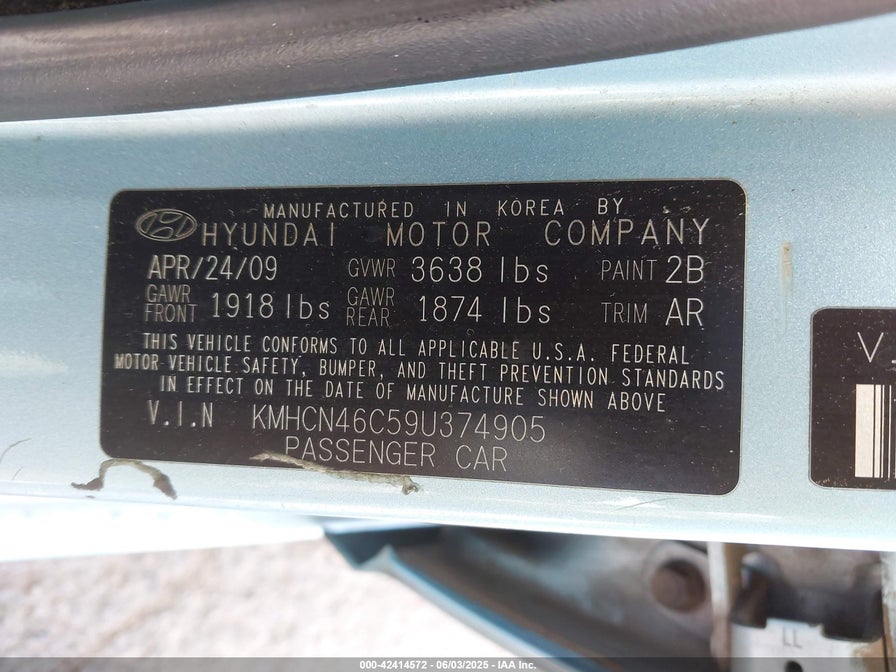 MANUFACTURED IN KOREA BY
HYUNDAI MOTOR COMPANY
APR/24/09 GVWR 3638 lbs PAINT 2B
GAWR FRONT 1918 lbs GAWR REAR 1874 lbs TRIM AR
THIS VEHICLE CONFORMS TO ALL APPLICABLE U.S.A. FEDERAL
MOTOR VEHICLE SAFETY, BUMPER, AND THEFT PREVENTION STANDARDS
IN EFFECT ON THE DATE OF MANUFACTURE SHOWN ABOVE
V.I.N KMHCN46C59U374905
PASSENGER CAR
V
LL
000-42414572 - 06/03/2025 - IAA Inc.